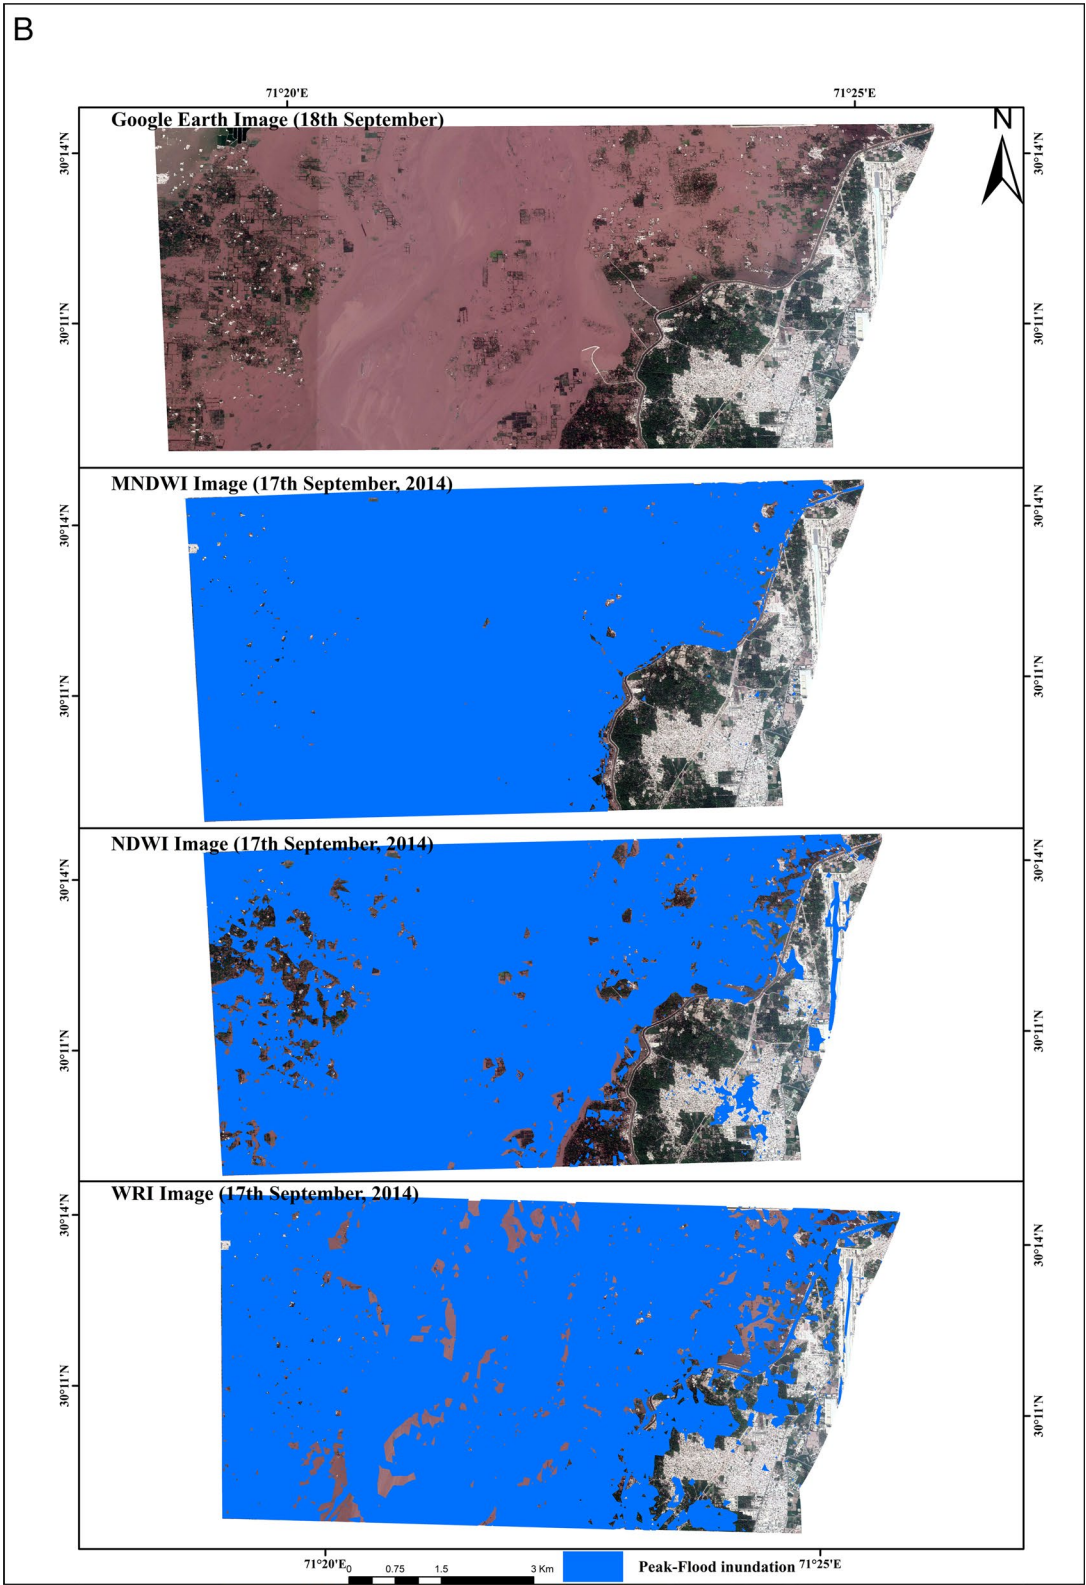 B
71°20'E 71°25'E
Google Earth Image (18th September)
N
30°14'N 30°14'N
30°11'N 30°11'N
MNDWI Image (17th September, 2014)
30°14'N 30°14'N
30°11'N 30°11'N
NDWI Image (17th September, 2014)
30°14'N 30°14'N
30°11'N 30°11'N
WRI Image (17th September, 2014)
30°14'N 30°14'N
30°11'N 30°11'N
71°20'E 71°25'E
0 0.75 1.5 3 Km
Peak-Flood inundation